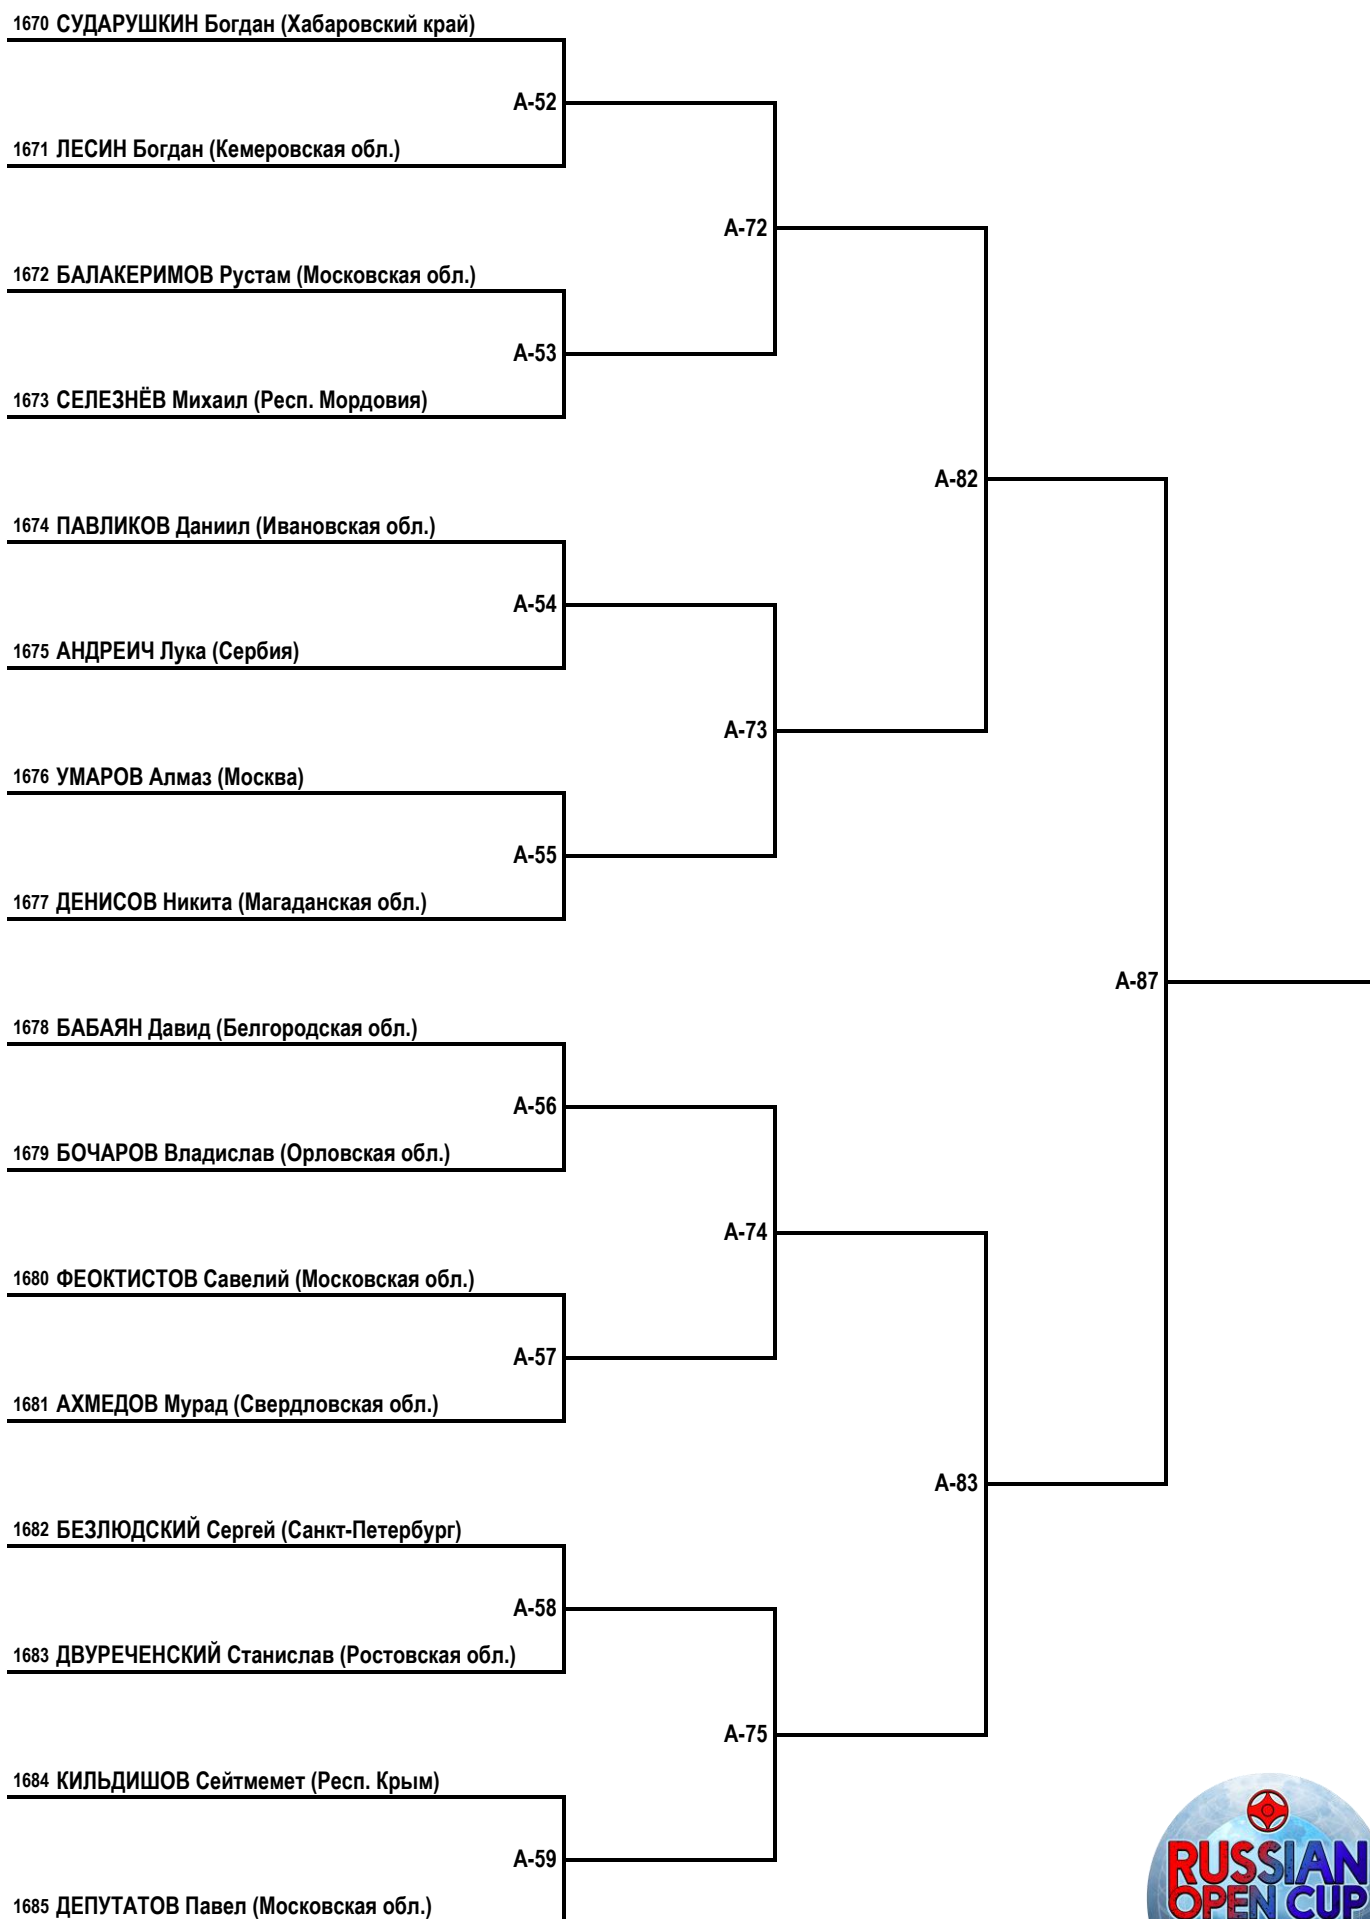 1670 СУДАРУШКИН Богдан (Хабаровский край)
А-52
1671 ЛЕСИН Богдан (Кемеровская обл.)
А-72
1672 БАЛАКЕРИМОВ Рустам (Московская обл.)
А-53
1673 СЕЛЕЗНЁВ Михаил (Респ. Мордовия)
А-82
1674 ПАВЛИКОВ Даниил (Ивановская обл.)
А-54
1675 АНДРЕИЧ Лука (Сербия)
А-73
1676 УМАРОВ Алмаз (Москва)
А-55
1677 ДЕНИСОВ Никита (Магаданская обл.)
А-87
1678 БАБАЯН Давид (Белгородская обл.)
А-56
1679 БОЧАРОВ Владислав (Орловская обл.)
А-74
1680 ФЕОКТИСТОВ Савелий (Московская обл.)
А-57
1681 АХМЕДОВ Мурад (Свердловская обл.)
А-83
1682 БЕЗЛЮДСКИЙ Сергей (Санкт-Петербург)
А-58
1683 ДВУРЕЧЕНСКИЙ Станислав (Ростовская обл.)
А-75
1684 КИЛЬДИШОВ Сейтмемет (Респ. Крым)
А-59
1685 ДЕПУТАТОВ Павел (Московская обл.)
RUSSIAN
OPEN CUP